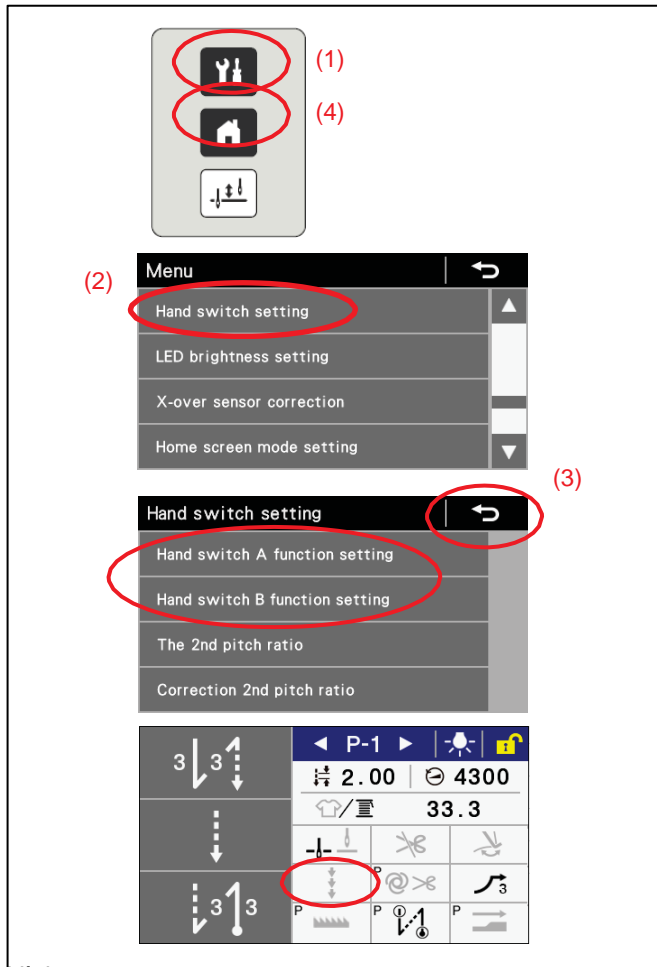 (1)
(4)
(2)
Menu
Hand switch setting
LED brightness setting
X-over sensor correction
Home screen mode setting
(3)
Hand switch setting
Hand switch A function setting
Hand switch B function setting
The 2nd pitch ratio
Correction 2nd pitch ratio
3 3
P-1
2.00 4300
/ 33.3
P 3
3 3
P P P